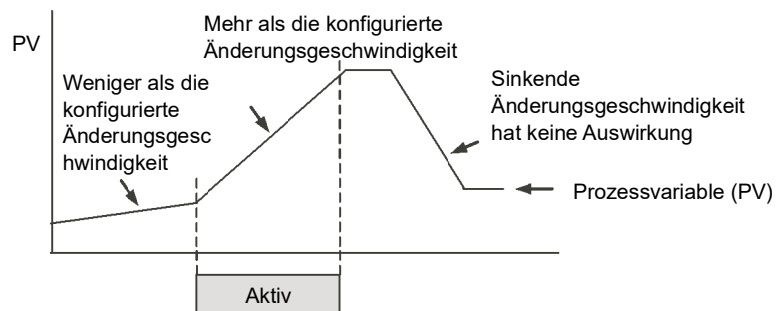 Mehr als die konfigurierte
Änderungsgeschwindigkeit
PV
Weniger als die
konfigurierte
Änderungsgesc
hwindigkeit
Sinkende
Änderungsgeschwindigkeit
hat keine Auswirkung
Prozessvariable (PV)
Aktiv